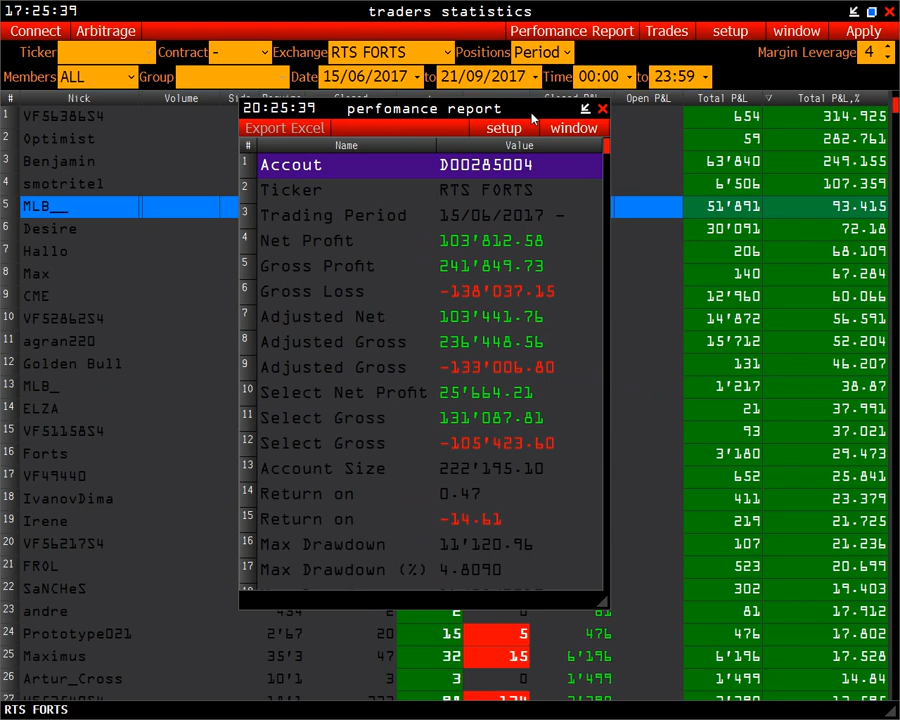 17:25:39 traders statistics
Connect Arbitrage Perfomance Report Trades setup window Apply
Ticker Contract - Exchange RTS FORTS Positions Period Margin Leverage 4
Members ALL Group Date 15/06/2017 to 21/09/2017 Time 00:00 to 23:59
# Nick Volume Total P&L Total P&L,%
Open P&L
1 VF56386S4 654 314.925
2 Optimist 59 282.761
3 Benjamin 63'840 249.155
4 smotritel 6'506 107.359
5 MLB__ 51'891 93.415
6 Desire 30'091 72.18
7 Hallo 206 68.109
8 Max 140 67.284
9 CME 12'960 60.066
10 VF52862S4 14'872 56.591
11 agran220 15'712 52.204
12 Golden Bull 131 46.207
13 MLB_ 1'217 38.87
14 ELZA 21 37.991
15 VF51158S4 93 37.021
16 Forts 3'180 29.473
17 VF49440 652 25.841
18 IvanovDima 411 23.379
19 Irene 219 21.725
20 VF56217S4 107 21.236
21 FROL 523 20.699
22 SaNCHeS 302 19.403
23 andre 81 17.912
24 Prototype021 2'67 20 15 5 476 476 17.802
25 Maximus 35'3 47 32 15 6'196 6'196 17.528
26 Artur_Cross 10'1 3 3 0 1'499 1'499 14.84
27
RTS FORTS
20:25:39 perfomance report
Export Excel setup window
# Name Value
1 Accout D00285004
2 Ticker RTS FORTS
3 Trading Period 15/06/2017 -
4 Net Profit 103'812.58
5 Gross Profit 241'849.73
6 Gross Loss -138'037.15
7 Adjusted Net 103'441.76
8 Adjusted Gross 236'448.56
9 Adjusted Gross -133'006.80
10 Select Net Profit 25'664.21
11 Select Gross 131'087.81
12 Select Gross -105'423.60
13 Account Size 222'195.10
14 Return on 0.47
15 Return on -14.61
16 Max Drawdown 11'120.96
17 Max Drawdown (%) 4.8090